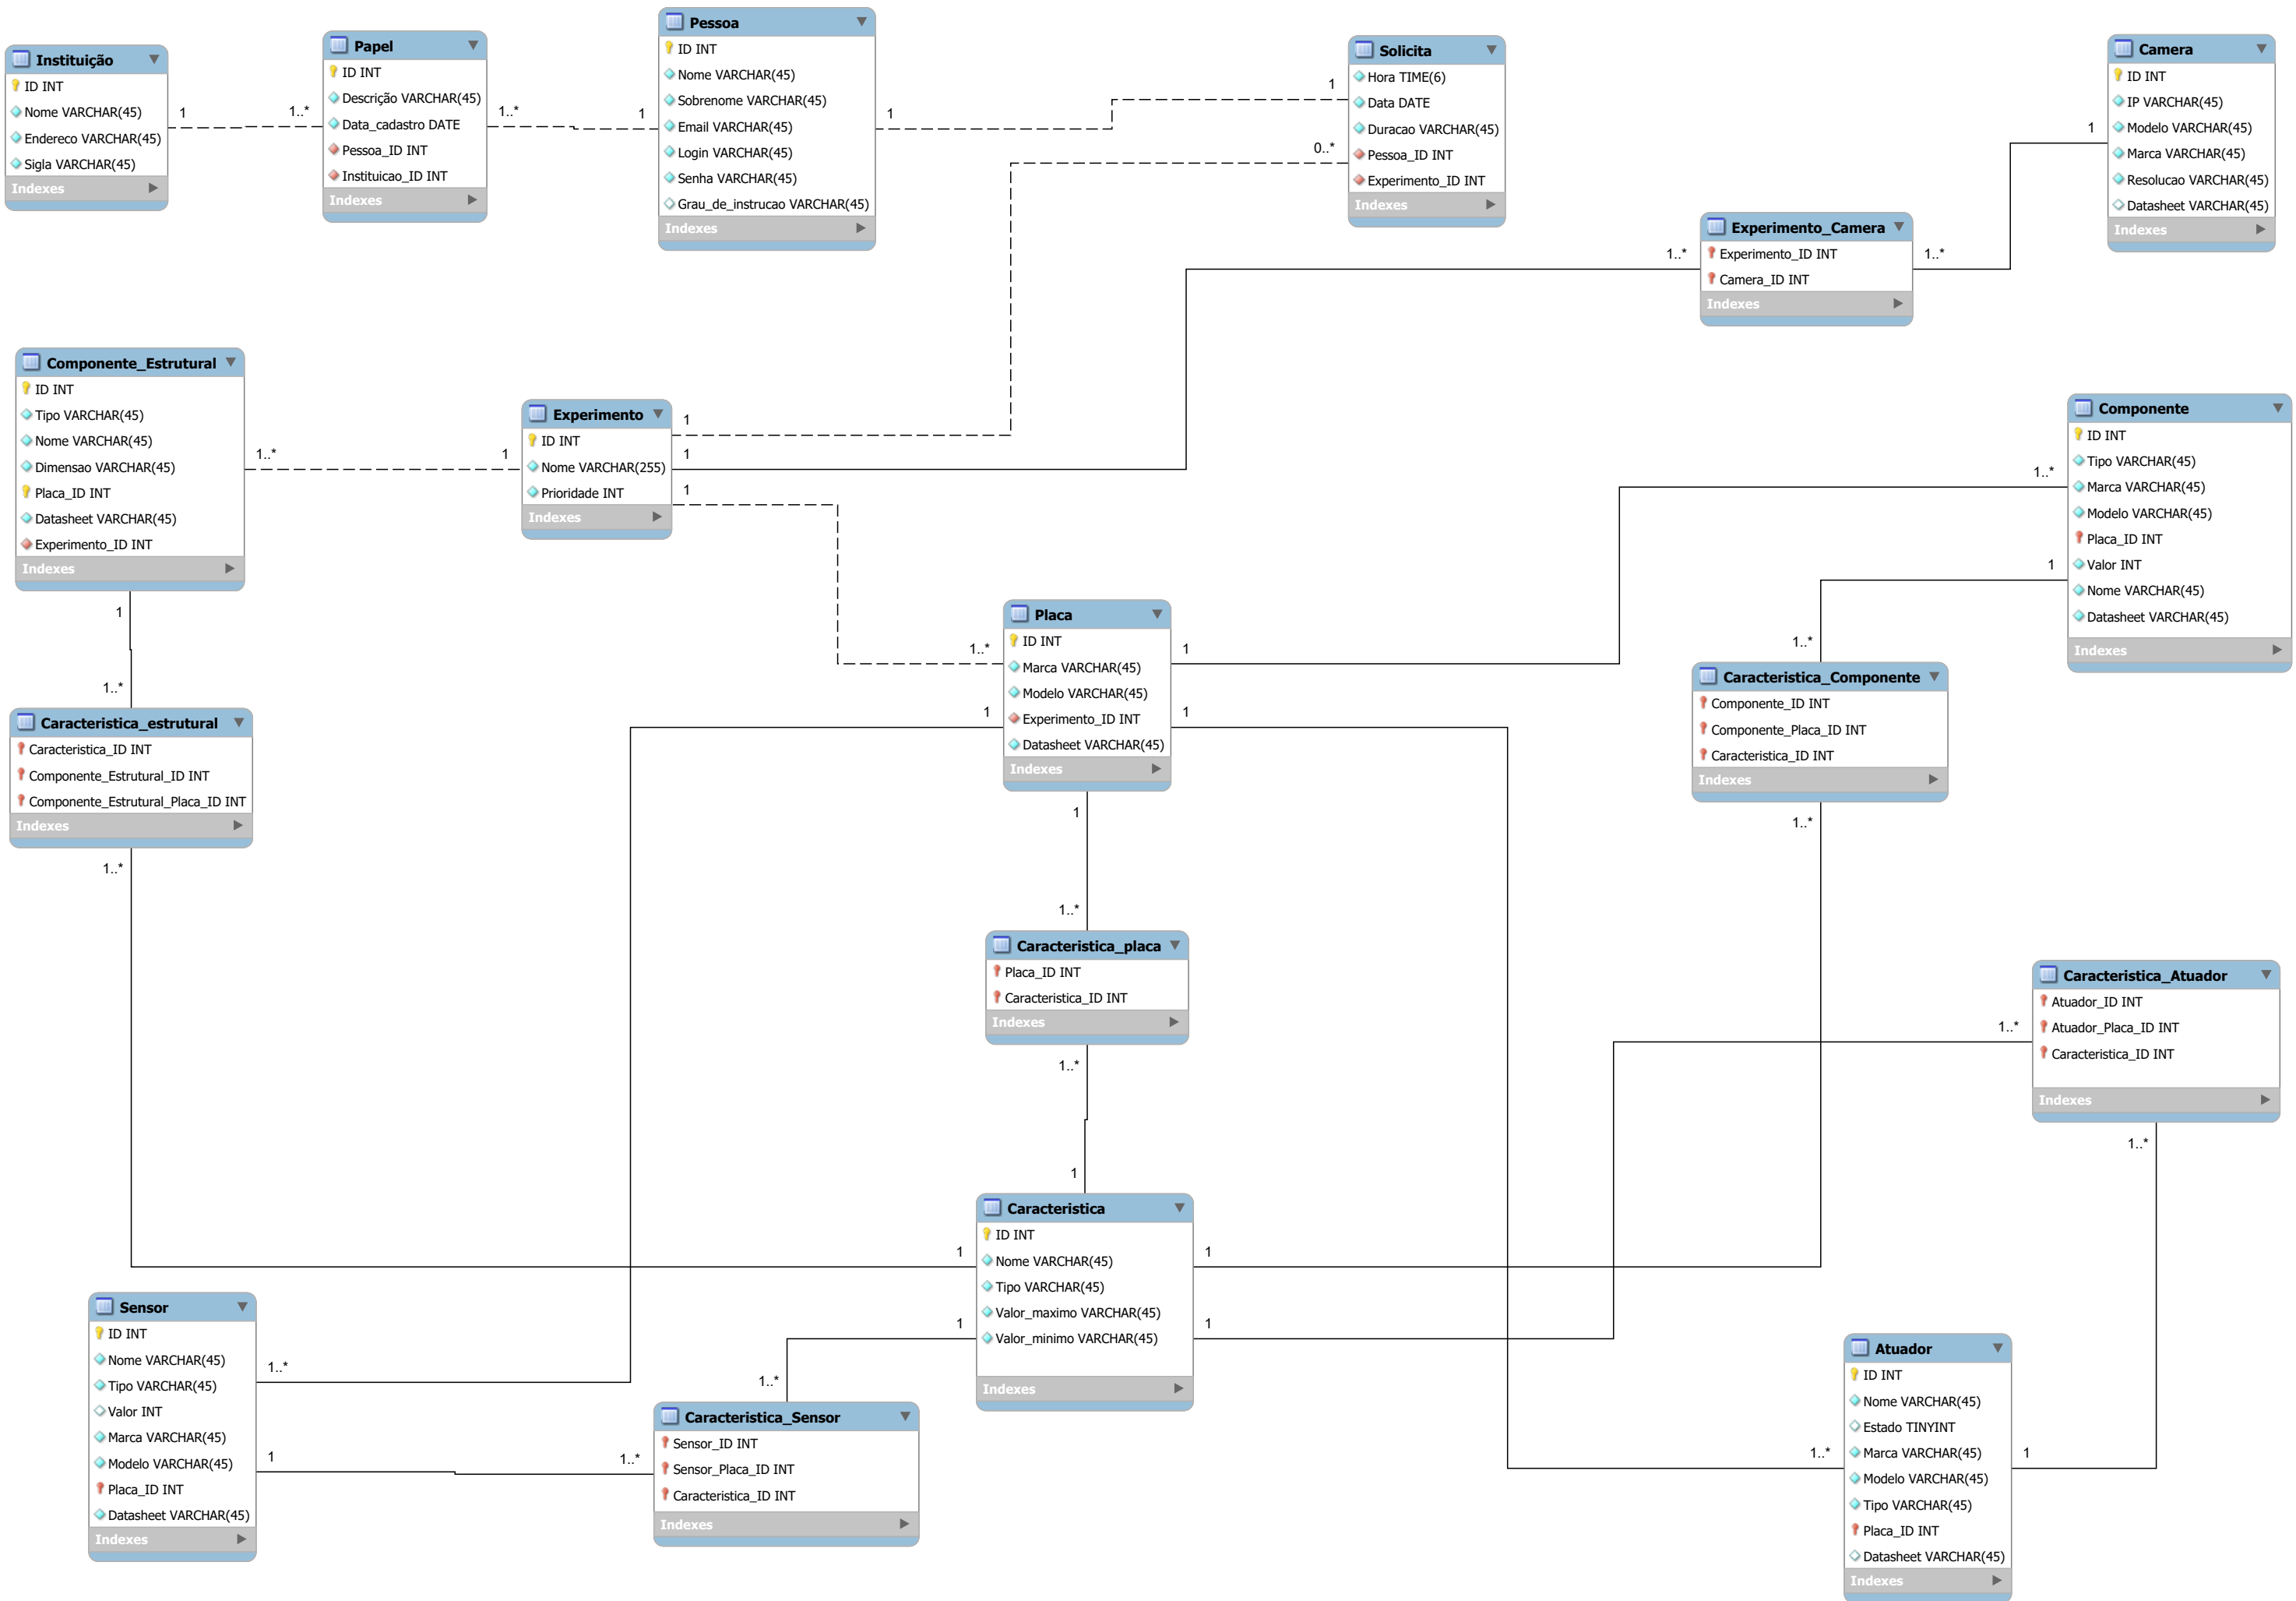 Instituição
ID INT
Nome VARCHAR(45)
Endereco VARCHAR(45)
Sigla VARCHAR(45)
Indexes
1
1..*
Papel
ID INT
Descrição VARCHAR(45)
Data_cadastro DATE
Pessoa_ID INT
Instituicao_ID INT
Indexes
1..*
1
Pessoa
ID INT
Nome VARCHAR(45)
Sobrenome VARCHAR(45)
Email VARCHAR(45)
Login VARCHAR(45)
Senha VARCHAR(45)
Grau_de_instrucao VARCHAR(45)
Indexes
1
1
0..*
Solicita
Hora TIME(6)
Data DATE
Duracao VARCHAR(45)
Pessoa_ID INT
Experimento_ID INT
Indexes
Camera
ID INT
IP VARCHAR(45)
Modelo VARCHAR(45)
Marca VARCHAR(45)
Resolucao VARCHAR(45)
Datasheet VARCHAR(45)
Indexes
1
1..*
Experimento_Camera
Experimento_ID INT
Camera_ID INT
Indexes
1..*
Componente_Estrutural
ID INT
Tipo VARCHAR(45)
Nome VARCHAR(45)
Dimensao VARCHAR(45)
Placa_ID INT
Datasheet VARCHAR(45)
Experimento_ID INT
Indexes
1..*
1
1
Experimento
ID INT
Nome VARCHAR(255)
Prioridade INT
Indexes
1
1
1
Componente
ID INT
Tipo VARCHAR(45)
Marca VARCHAR(45)
Modelo VARCHAR(45)
Placa_ID INT
Valor INT
Nome VARCHAR(45)
Datasheet VARCHAR(45)
Indexes
1..*
1
Placa
ID INT
Marca VARCHAR(45)
Modelo VARCHAR(45)
Experimento_ID INT
Datasheet VARCHAR(45)
Indexes
1..*
1
1
1
1
1..*
Caracteristica_Componente
Componente_ID INT
Componente_Placa_ID INT
Caracteristica_ID INT
Indexes
1..*
1..*
Caracteristica_estrutural
Caracteristica_ID INT
Componente_Estrutural_ID INT
Componente_Estrutural_Placa_ID INT
Indexes
1..*
1..*
Caracteristica_placa
Placa_ID INT
Caracteristica_ID INT
Indexes
1..*
Caracteristica_Atuador
Atuador_ID INT
Atuador_Placa_ID INT
Caracteristica_ID INT
Indexes
1..*
1..*
1
Caracteristica
ID INT
Nome VARCHAR(45)
Tipo VARCHAR(45)
Valor_maximo VARCHAR(45)
Valor_minimo VARCHAR(45)
Indexes
1
1
1
1
Sensor
ID INT
Nome VARCHAR(45)
Tipo VARCHAR(45)
Valor INT
Marca VARCHAR(45)
Modelo VARCHAR(45)
Placa_ID INT
Datasheet VARCHAR(45)
Indexes
1..*
1
1..*
1..*
Caracteristica_Sensor
Sensor_ID INT
Sensor_Placa_ID INT
Caracteristica_ID INT
Indexes
Atuador
ID INT
Nome VARCHAR(45)
Estado TINYINT
Marca VARCHAR(45)
Modelo VARCHAR(45)
Tipo VARCHAR(45)
Placa_ID INT
Datasheet VARCHAR(45)
Indexes
1..*
1